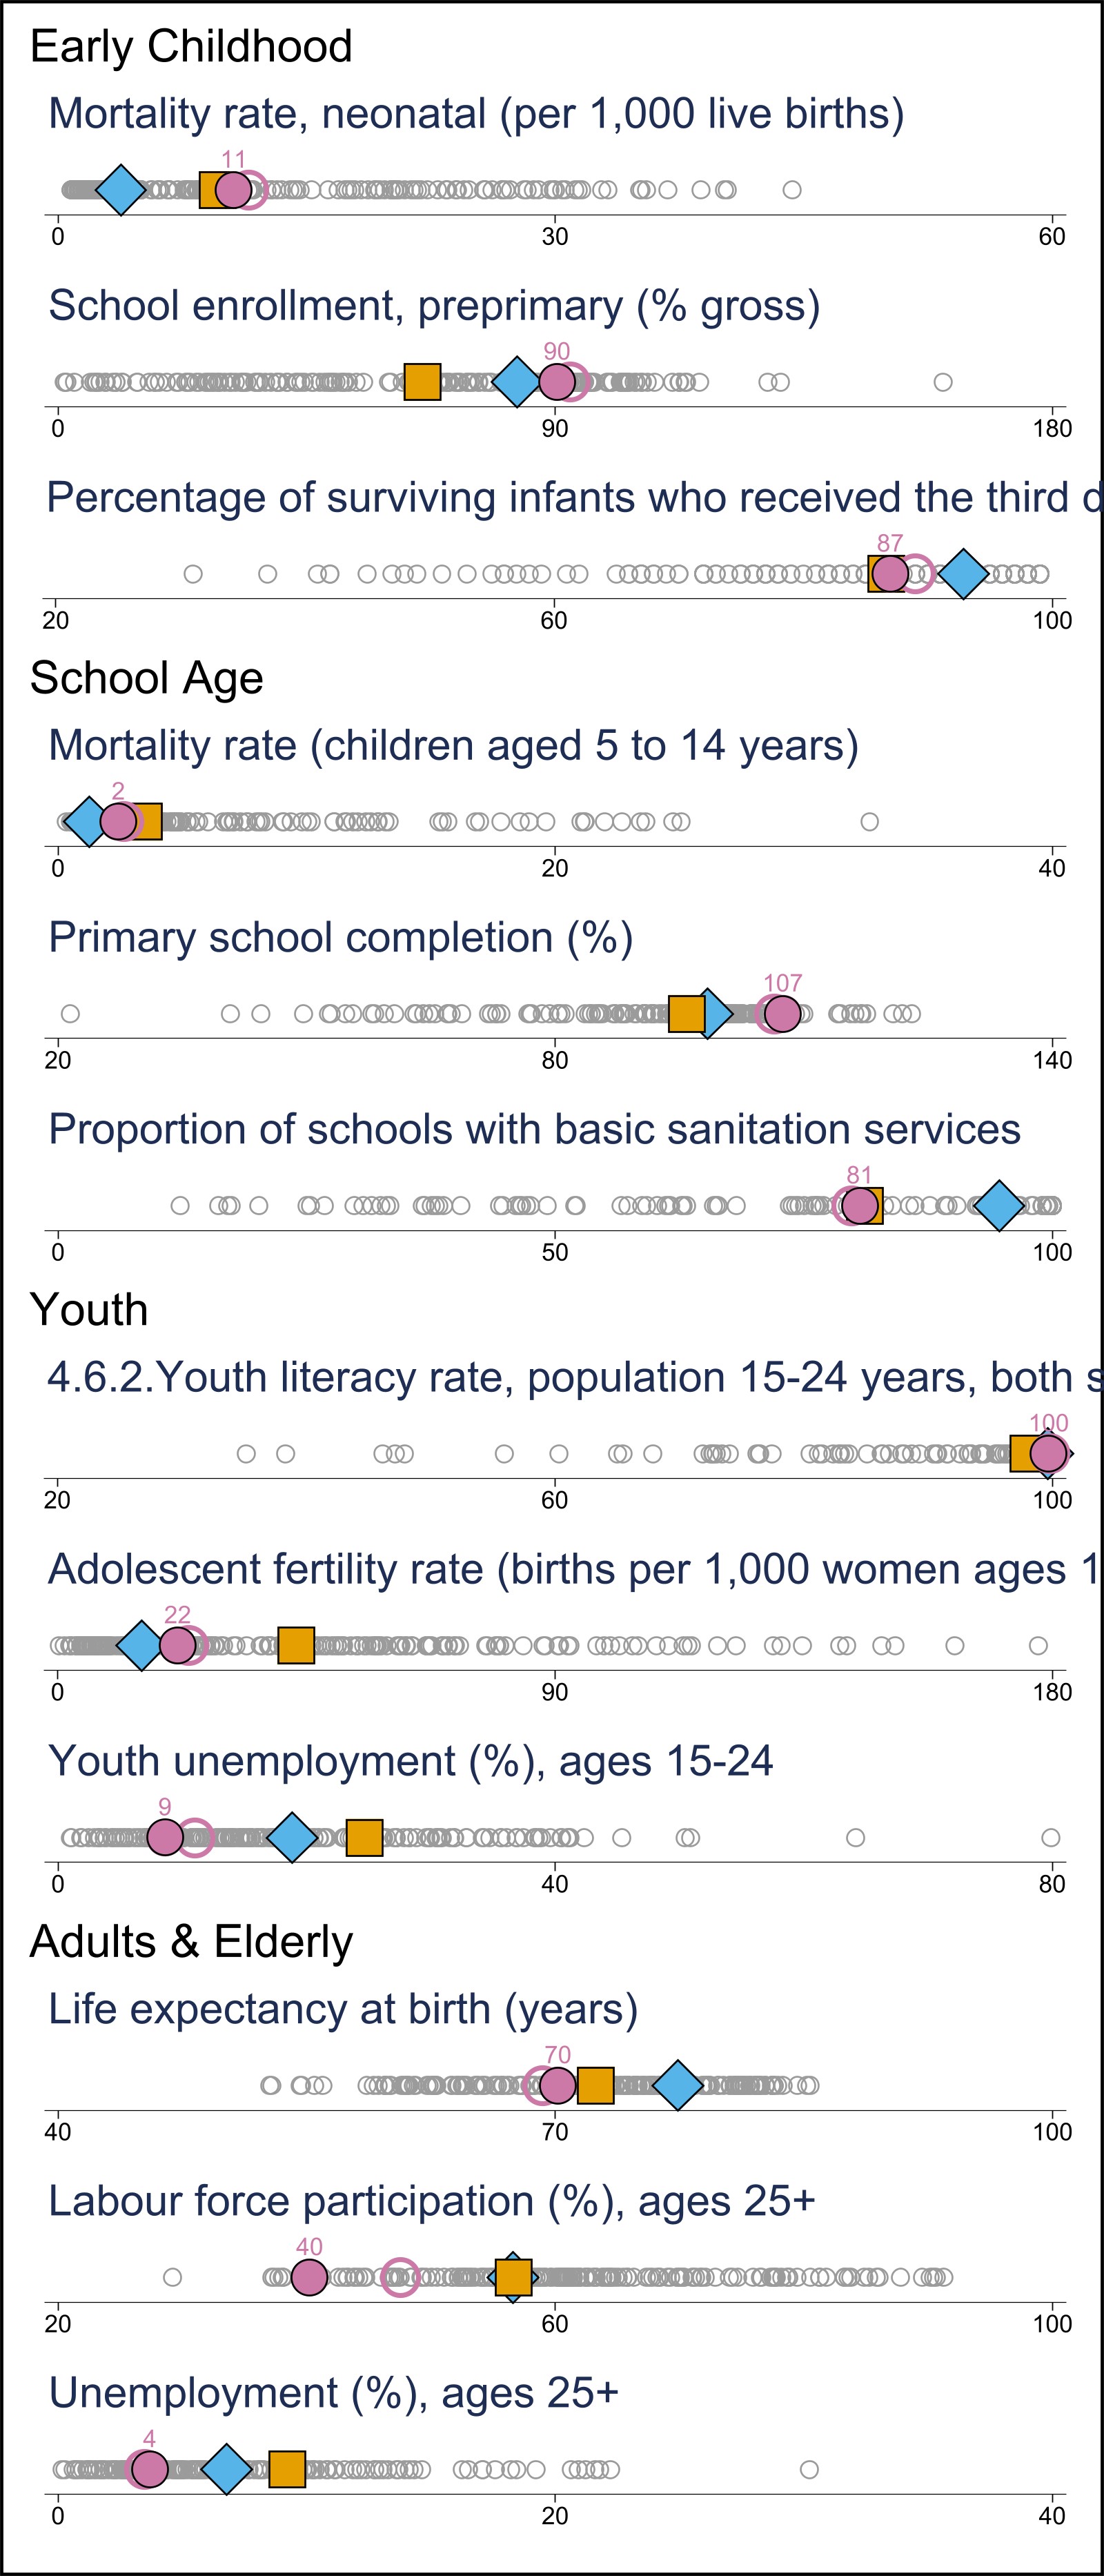 Early Childhood
Mortality rate, neonatal (per 1,000 live births)
11
0 30 60
School enrollment, preprimary (% gross)
90
0 90 180
Percentage of surviving infants who received the third d
87
20 60 100
School Age
Mortality rate (children aged 5 to 14 years)
2
0 20 40
Primary school completion (%)
107
20 80 140
Proportion of schools with basic sanitation services
81
0 50 100
Youth
4.6.2.Youth literacy rate, population 15-24 years, both s
100
20 60 100
Adolescent fertility rate (births per 1,000 women ages 1
22
0 90 180
Youth unemployment (%), ages 15-24
9
0 40 80
Adults & Elderly
Life expectancy at birth (years)
70
40 70 100
Labour force participation (%), ages 25+
40
20 60 100
Unemployment (%), ages 25+
4
0 20 40